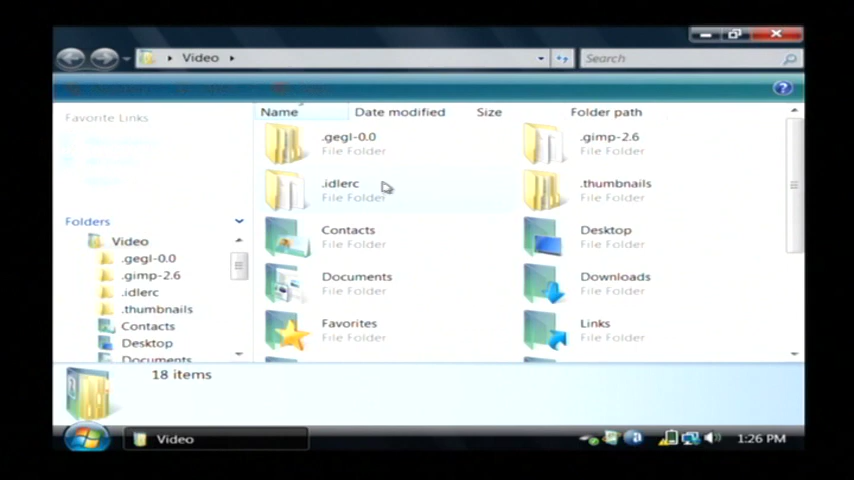 Video
Search
Name
Date modified
Size
Folder path
Favorite Links
.gegl-0.0
File Folder
.gimp-2.6
File Folder
.idlerc
File Folder
.thumbnails
File Folder
Contacts
File Folder
Desktop
File Folder
Documents
File Folder
Downloads
File Folder
Favorites
File Folder
Links
File Folder
Folders
Video
.gegl-0.0
.gimp-2.6
.idlerc
.thumbnails
Contacts
Desktop
Documents
18 items
Video
1:26 PM